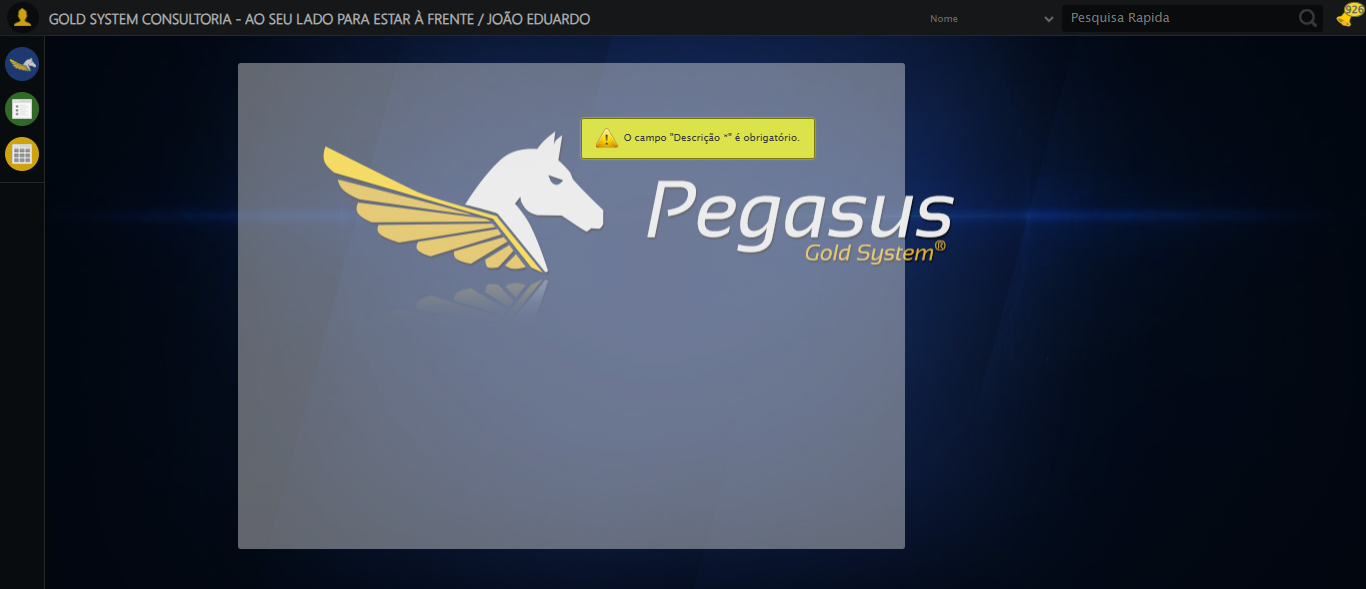 GOLD SYSTEM CONSULTORIA - AO SEU LADO PARA ESTAR À FRENTE / JOÃO EDUARDO
Nome
Pesquisa Rapida
926
O campo "Descrição *" é obrigatório.
Pegasus
Gold System®